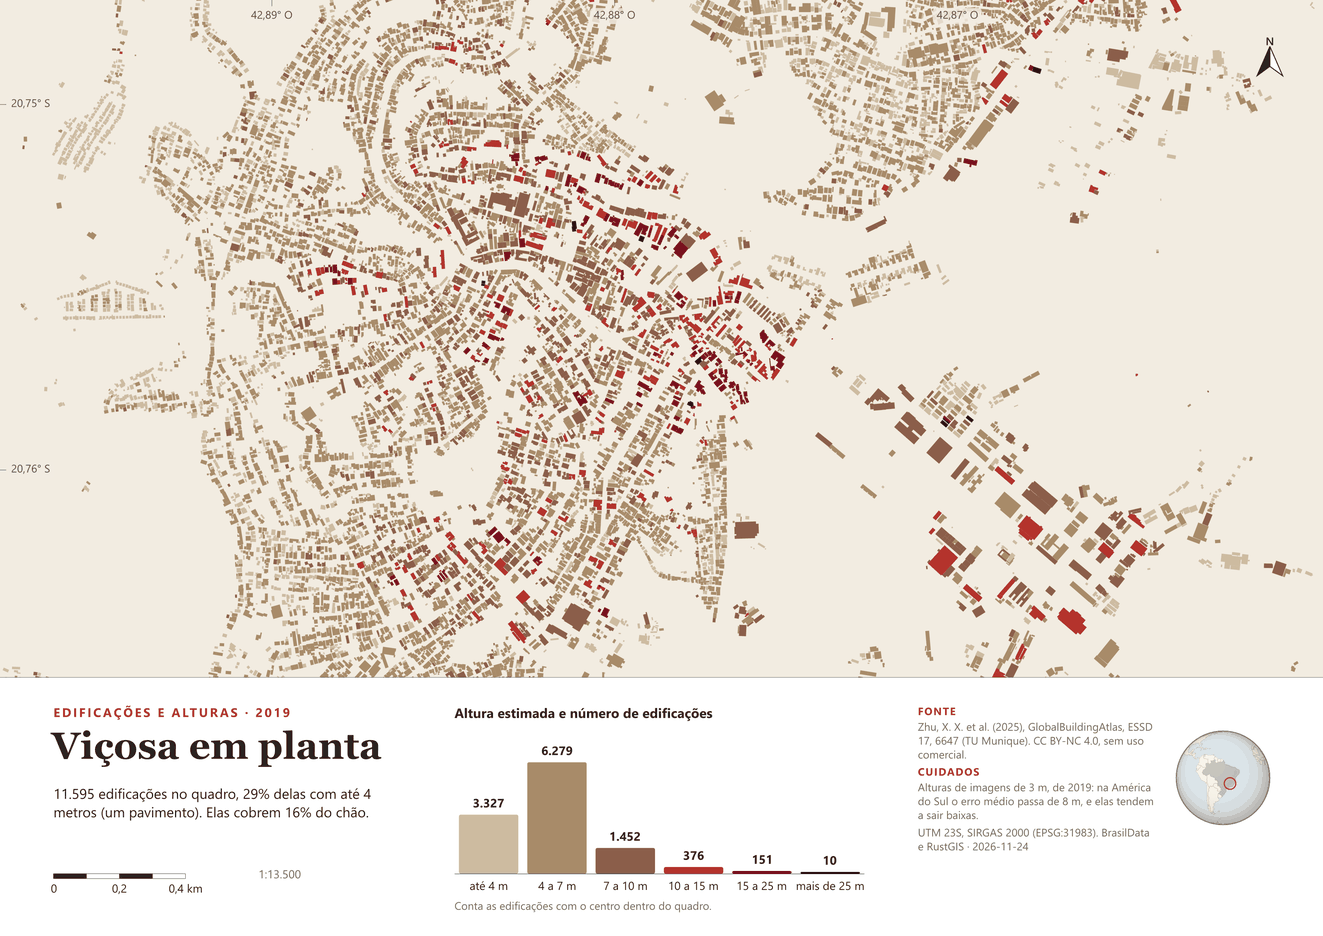 42,89° O
42,88° O
42,87° O
N
20,75° S
20,76° S
EDIFICAÇÕES E ALTURAS · 2019
Viçosa em planta
11.595 edificações no quadro, 29% delas com até 4
metros (um pavimento). Elas cobrem 16% do chão.
0 0,2 0,4 km
1:13.500
Altura estimada e número de edificações
3.327
6.279
1.452
376
151
10
até 4 m
4 a 7 m
7 a 10 m
10 a 15 m
15 a 25 m
mais de 25 m
Conta as edificações com o centro dentro do quadro.
FONTE
Zhu, X. X. et al. (2025), GlobalBuildingAtlas, ESSD
17, 6647 (TU Munique). CC BY-NC 4.0, sem uso
comercial.
CUIDADOS
Alturas de imagens de 3 m, de 2019: na América
do Sul o erro médio passa de 8 m, e elas tendem
a sair baixas.
UTM 23S, SIRGAS 2000 (EPSG:31983). BrasilData
e RustGIS · 2026-11-24